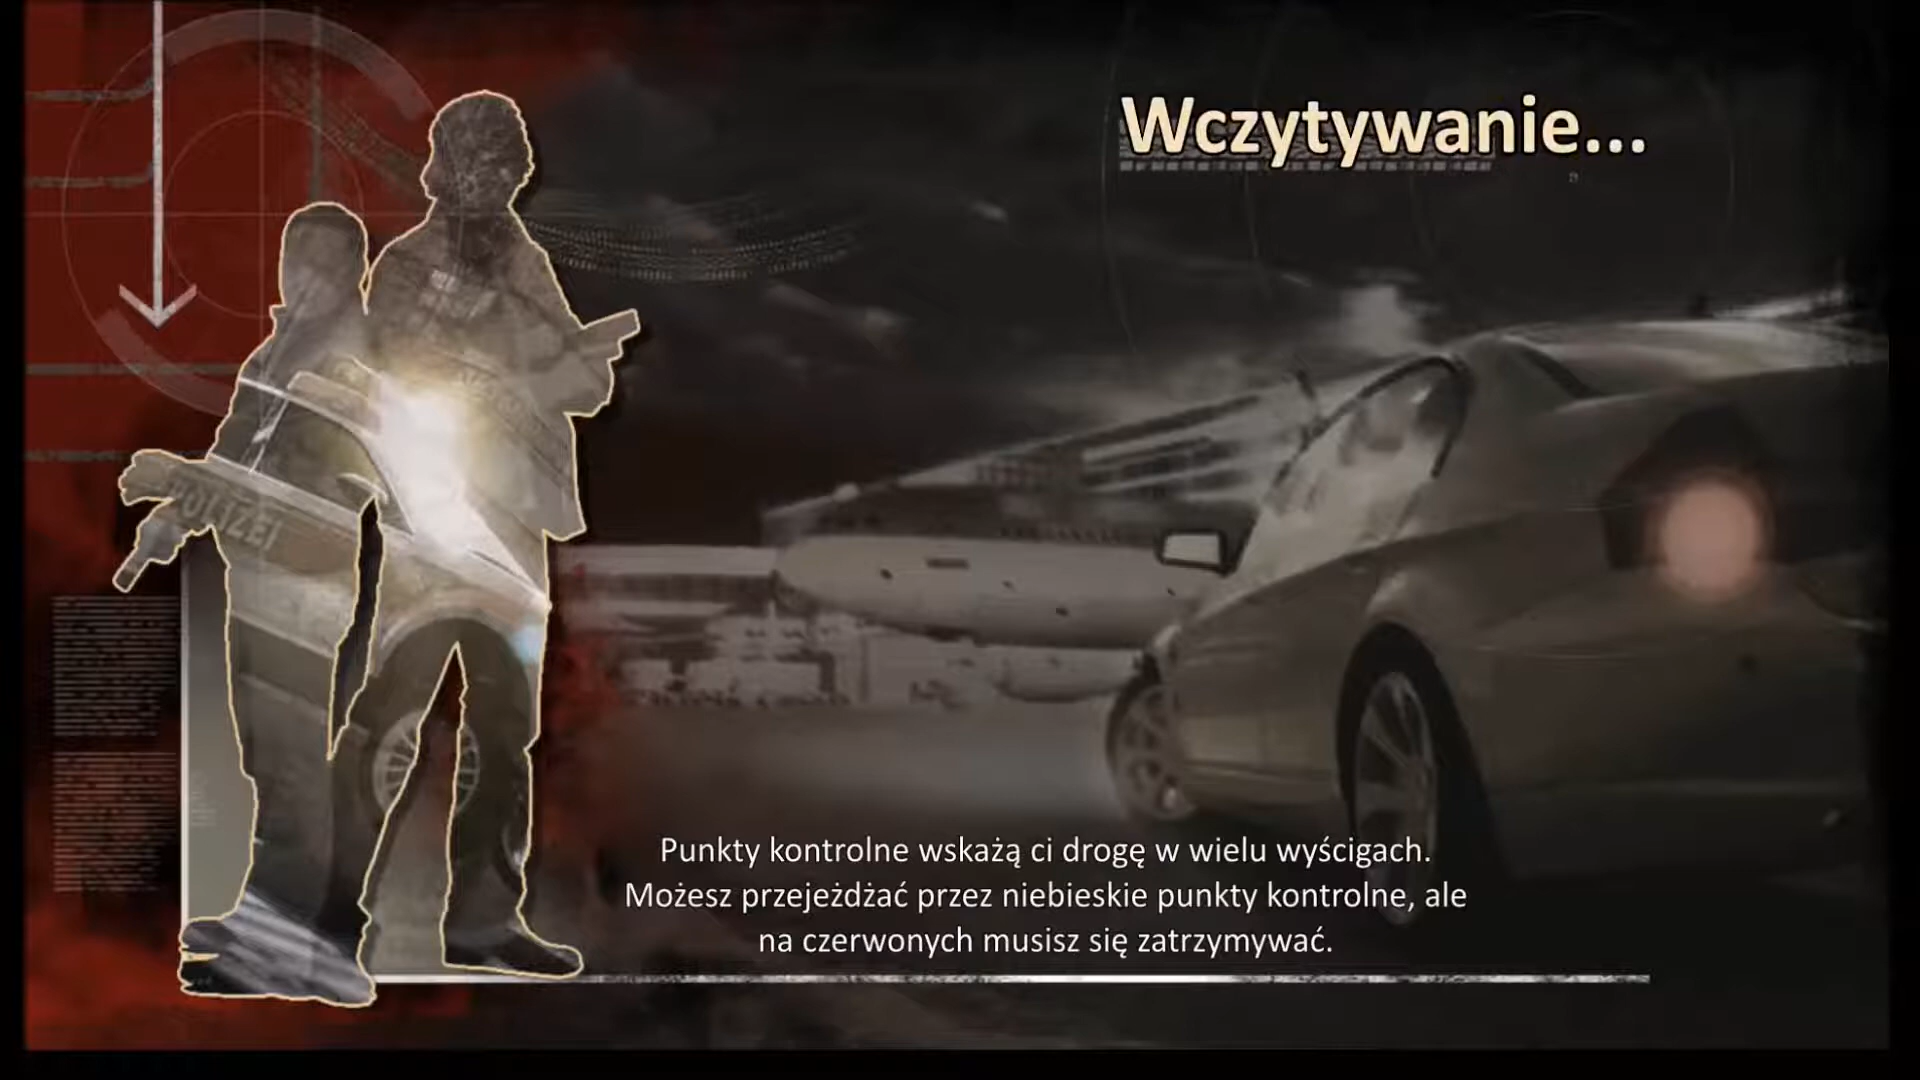 Wczytywanie...
POLIZEI
Punkty kontrolne wskażą ci drogę w wielu wyścigach.
Możesz przejeżdżać przez niebieskie punkty kontrolne, ale
na czerwonych musisz się zatrzymywać.